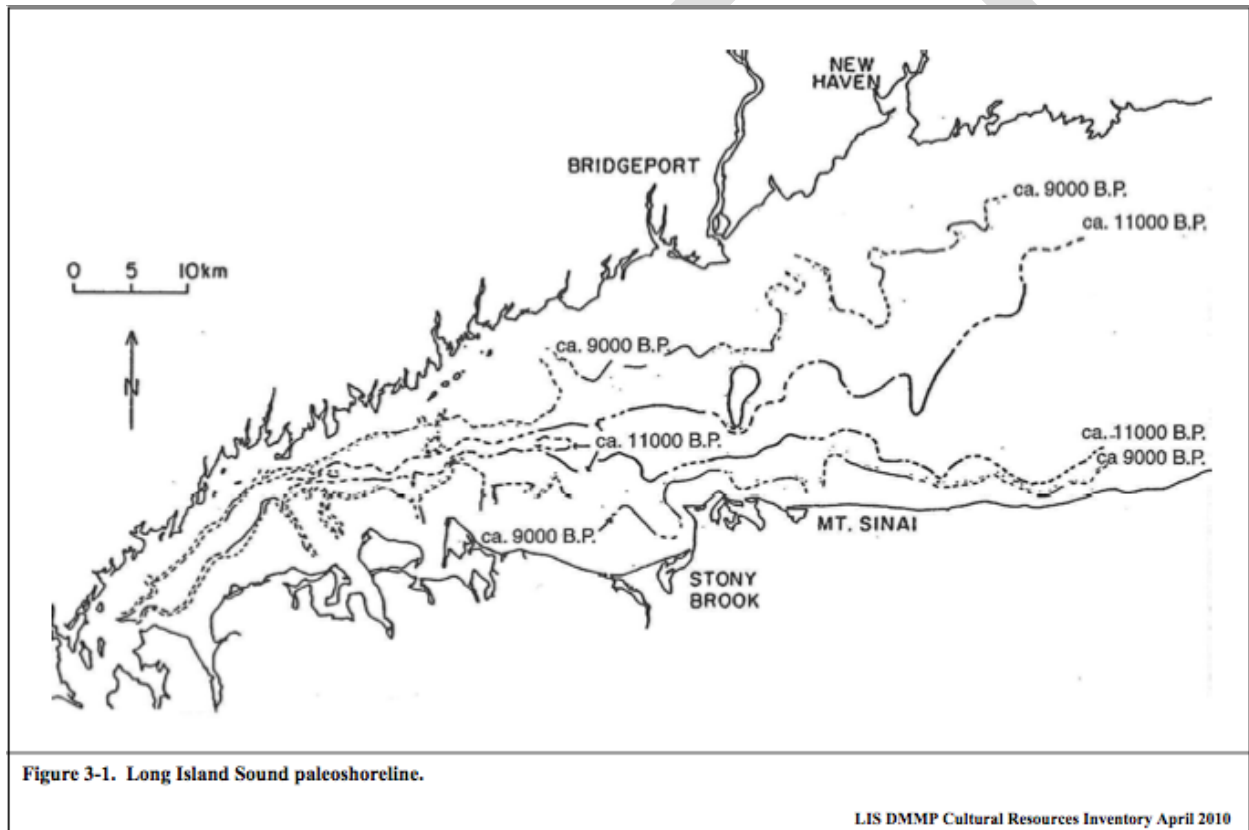 NEW
HAVEN
BRIDGEPORT
ca. 9000 B.P.
ca. 11000 B.P.
0 5 10km
N
ca. 9000 B.P.
ca. 11000 B.P.
ca.. 11000 B.P.
ca 9000 B.P.
ca. 9000 B.P.
MT. SINAI
STONY
BROOK
Figure 3-1. Long Island Sound paleoshoreline.
LIS DMMP Cultural Resources Inventory April 2010